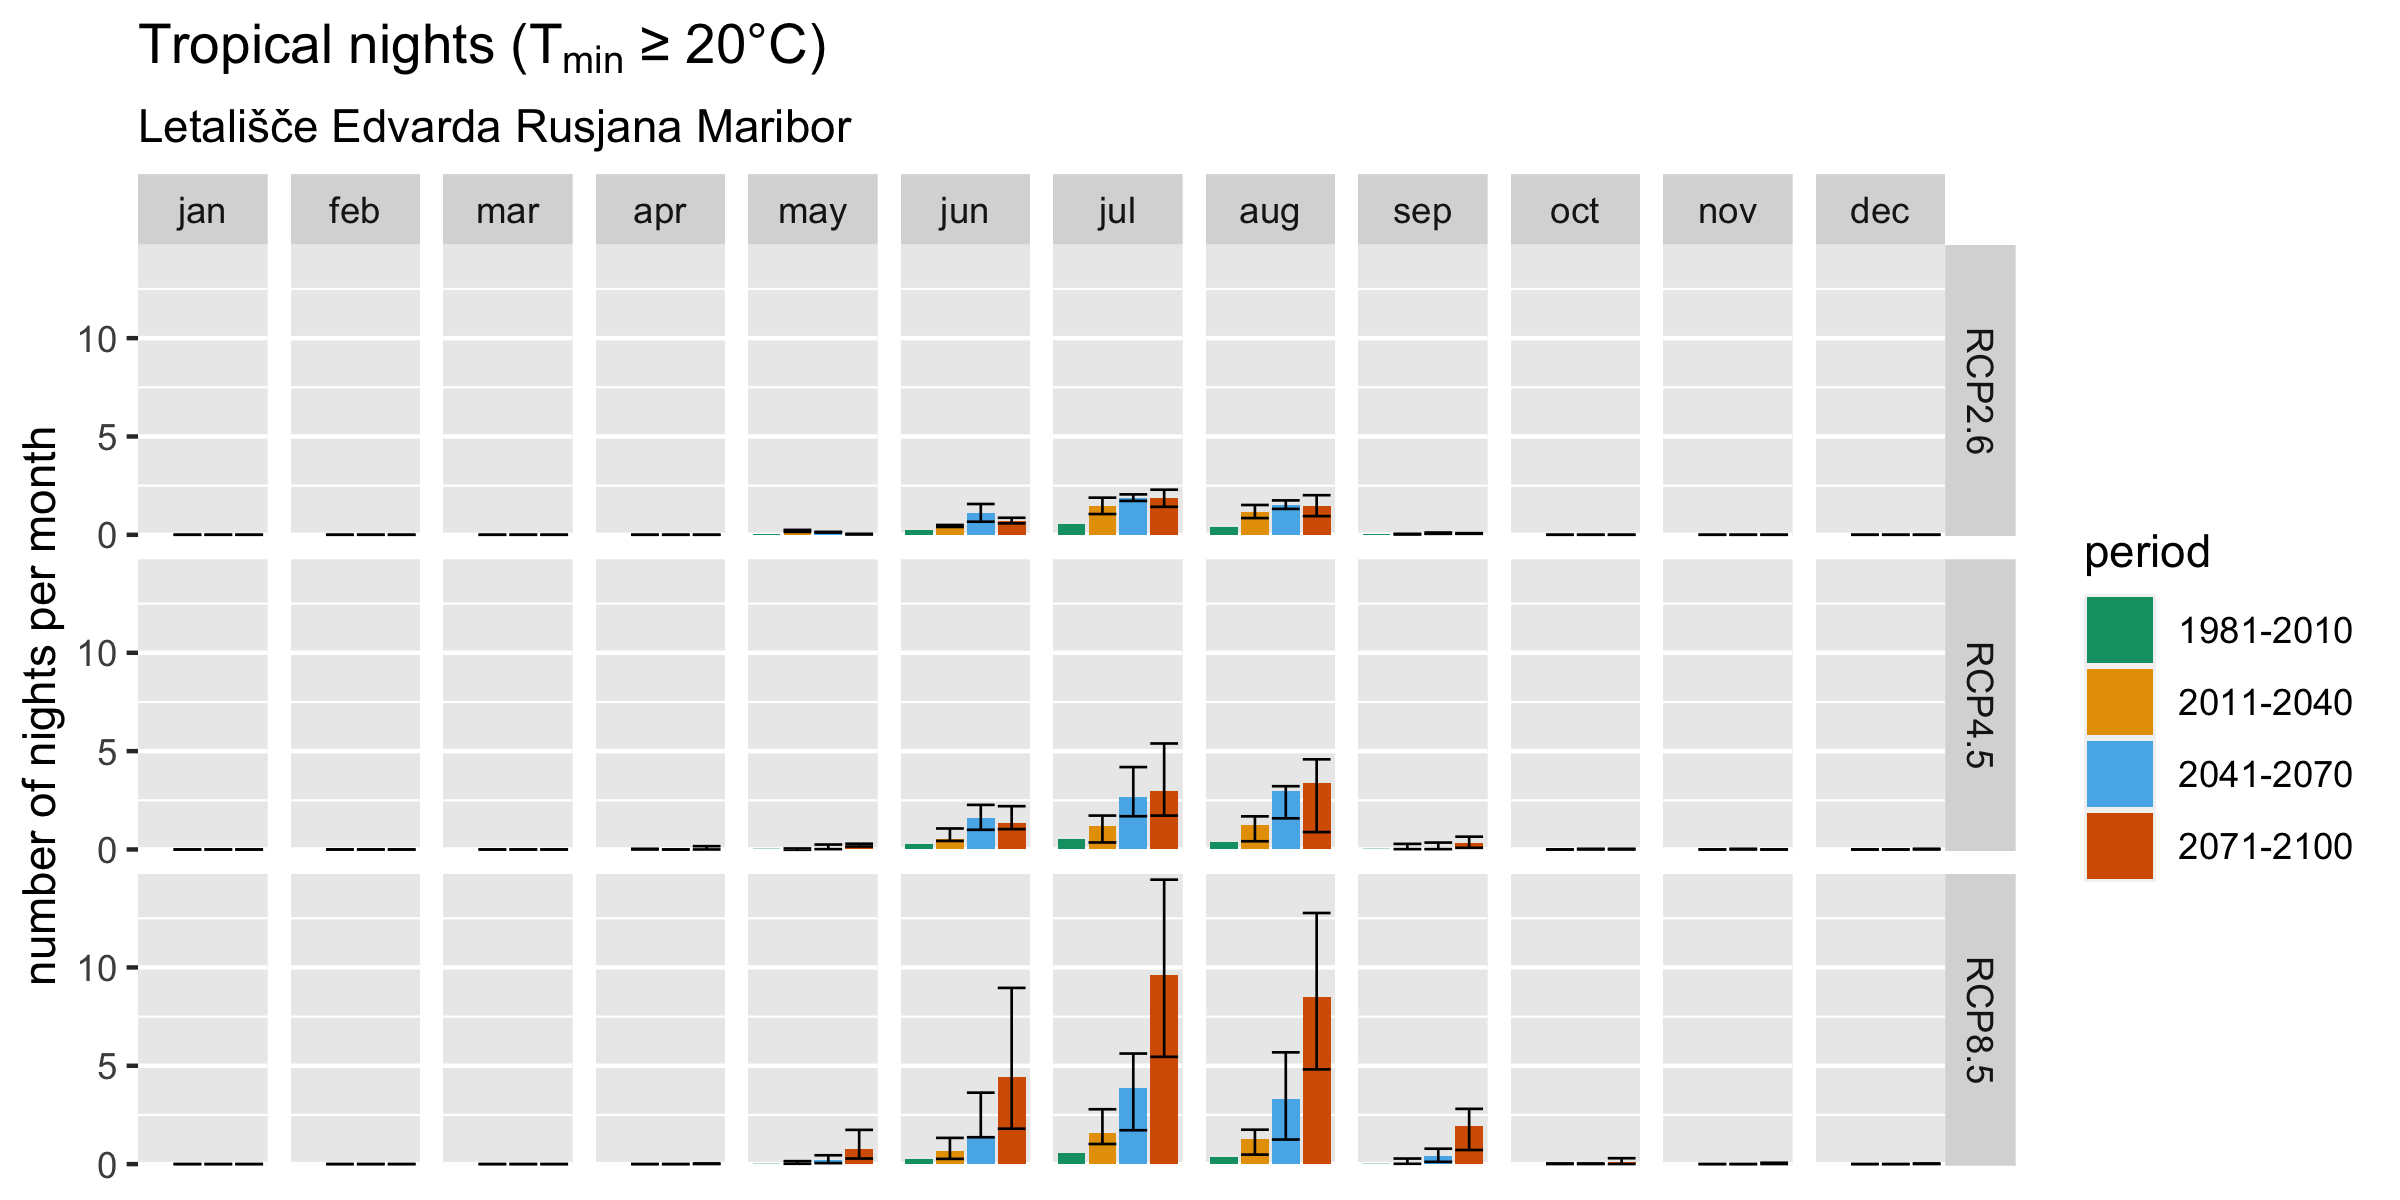 Tropical nights (Tmin ≥ 20°C)
Letališče Edvarda Rusjana Maribor
jan feb mar apr may jun jul aug sep oct nov dec
number of nights per month
10
5
0
RCP2.6
10
5
0
RCP4.5
10
5
0
RCP8.5
period
1981-2010
2011-2040
2041-2070
2071-2100